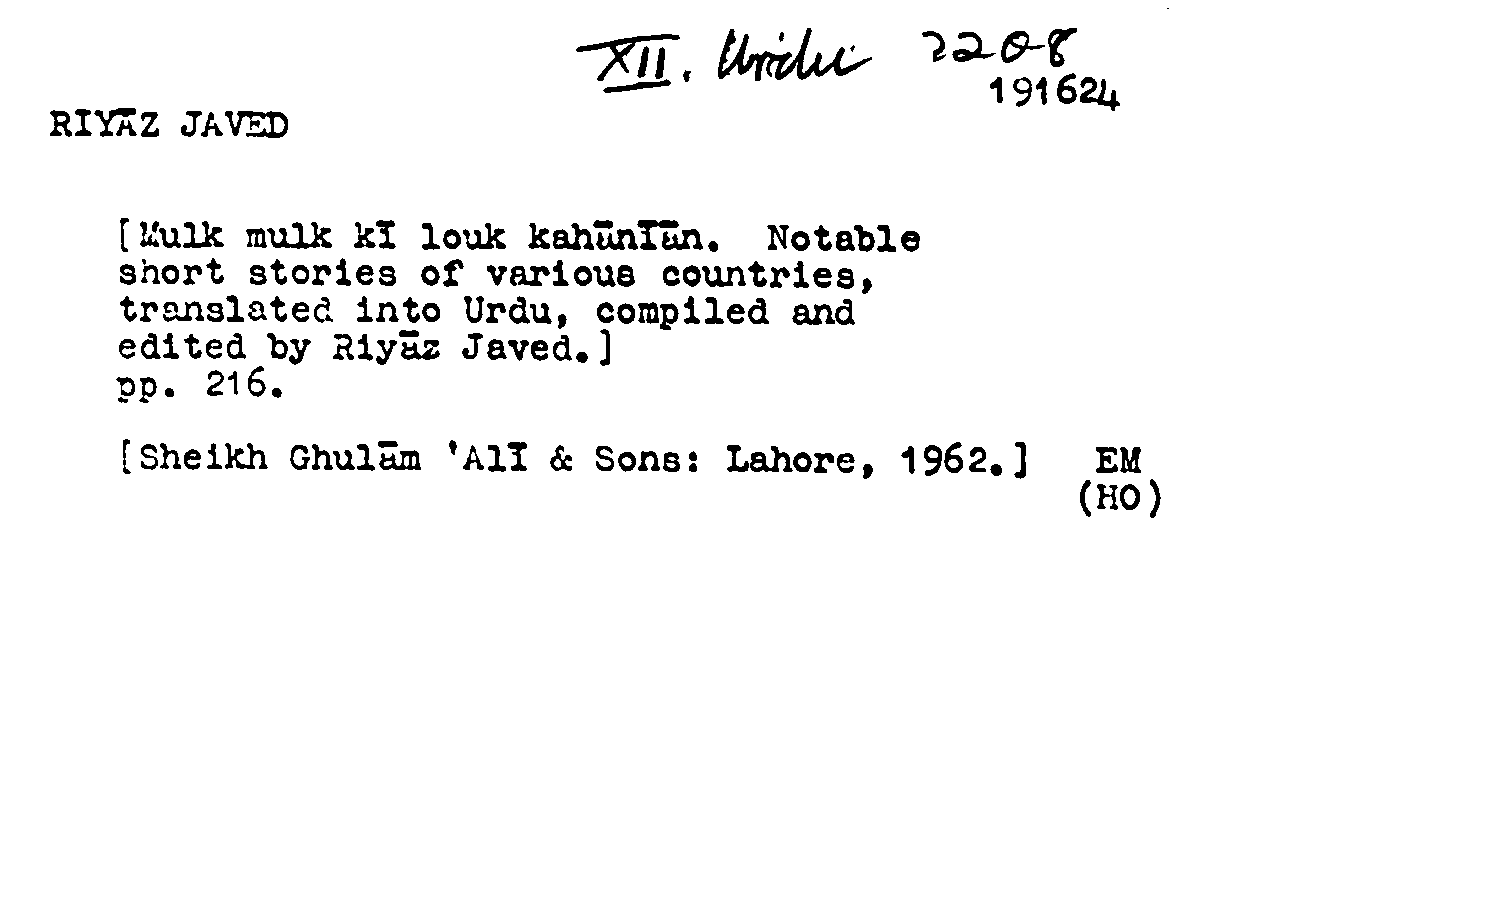 XII. Urdu 2208
191624
RIYĀZ JAVED
[Mulk mulk kī louk kahānīān. Notable
short stories of various countries,
translated into Urdu, compiled and
edited by Riyāz Javed.]
pp. 216.
[Sheikh Ghulām 'Alī & Sons: Lahore, 1962.] EM
(HO)